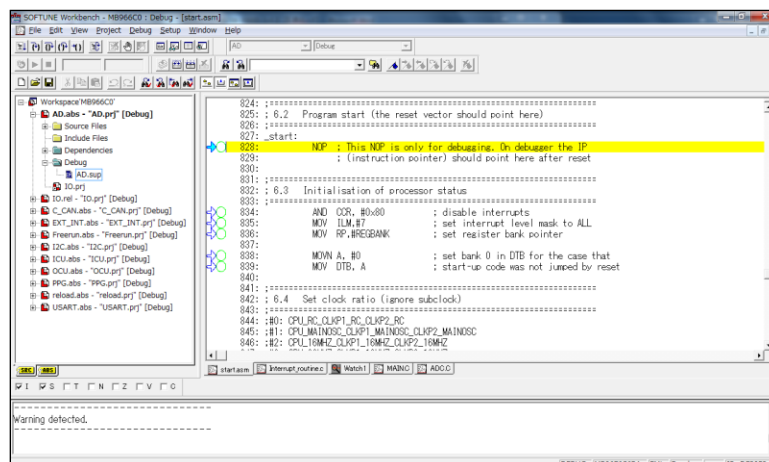 SOFTUNE Workbench - MB966C0 : Debug - [start.asm]
File Edit View Project Debug Setup Window Help
AD
Debug
Workspace'MB966C0'
AD.abs - "AD.prj" [Debug]
Source Files
Include Files
Dependencies
Debug
AD.sup
IO.prj
IO.rel - "IO.prj" [Debug]
C_CAN.abs - "C_CAN.prj" [Debug]
EXT_INT.abs - "EXT_INT.prj" [Debug]
Freerun.abs - "Freerun.prj" [Debug]
I2C.abs - "I2C.prj" [Debug]
ICU.abs - "ICU.prj" [Debug]
OCU.abs - "OCU.prj" [Debug]
PPG.abs - "PPG.prj" [Debug]
reload.abs - "reload.prj" [Debug]
USART.abs - "USART.prj" [Debug]
SRC ABS
824: ;====================================================
825: ; 6.2 Program start (the reset vector should point here)
826: ;====================================================
827: _start:
828: NOP ; This NOP is only for debugging. On debugger the IP
829: ; (instruction pointer) should point here after reset
830:
831: ;====================================================
832: ; 6.3 Initialisation of processor status
833: ;====================================================
834: AND CCR, #0x80 ; disable interrupts
835: MOV ILM,#7 ; set interrupt level mask to ALL
836: MOV RP,#REGBANK ; set register bank pointer
837:
838: MOVN A, #0 ; set bank 0 in DTB for the case that
839: MOV DTB, A ; start-up code was not jumped by reset
840:
841: ;====================================================
842: ; 6.4 Set clock ratio (ignore subclock)
843: ;====================================================
844: ;#0: CPU_RC_CLKP1_RC_CLKP2_RC
845: ;#1: CPU_MAINOSC_CLKP1_MAINOSC_CLKP2_MAINOSC
846: ;#2: CPU_16MHZ_CLKP1_16MHZ_CLKP2_16MHZ
start.asm Interrupt_routine.c Watch1 MAIN.C ADC.C
I S T N Z V C
Warning detected.